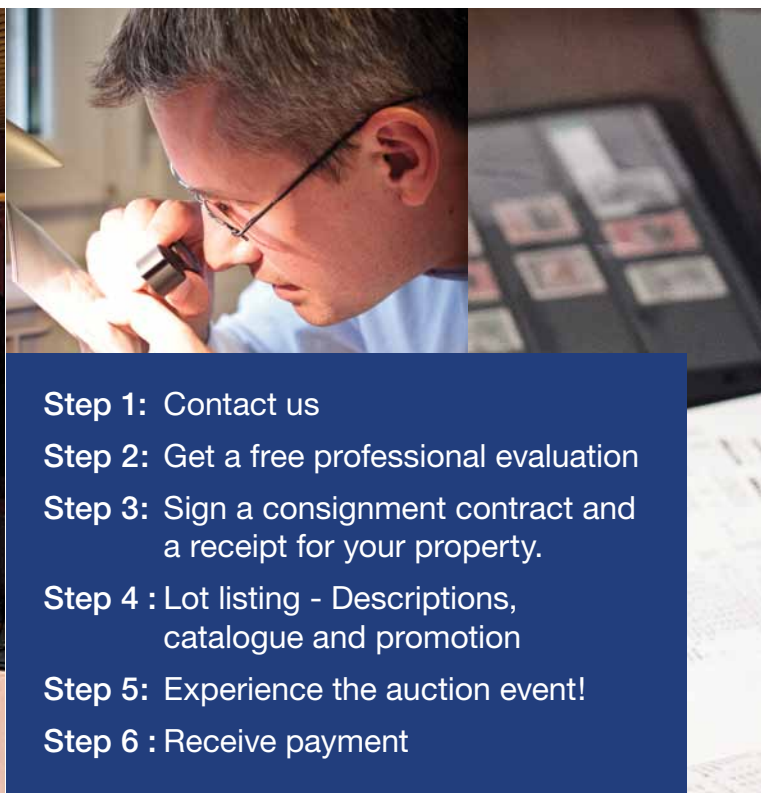 Step 1: Contact us
Step 2: Get a free professional evaluation
Step 3: Sign a consignment contract and
a receipt for your property.
Step 4 : Lot listing - Descriptions,
catalogue and promotion
Step 5: Experience the auction event!
Step 6 : Receive payment